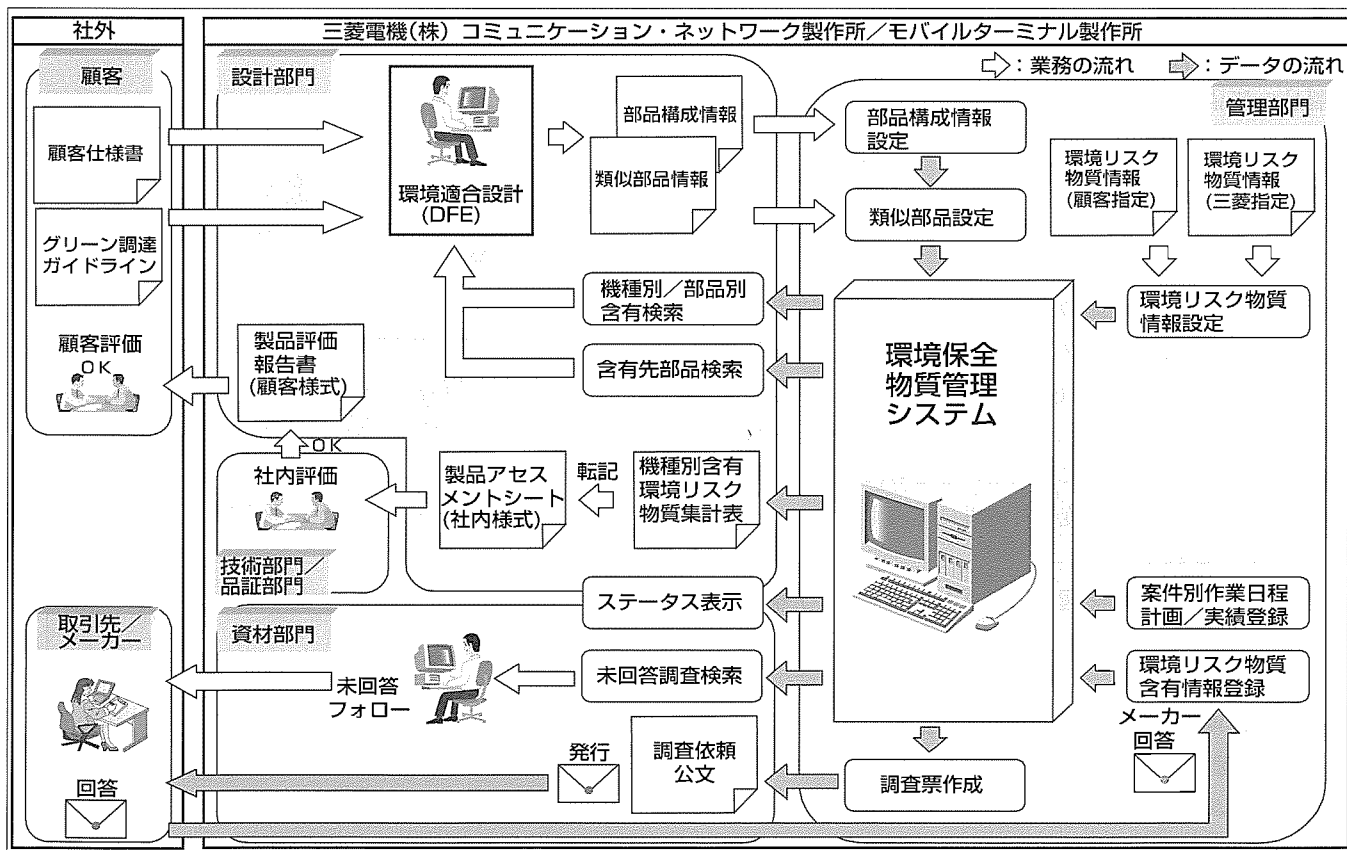 社外
三菱電機(株) コミュニケーション・ネットワーク製作所／モバイルターミナル製作所
：業務の流れ
：データの流れ
顧客
顧客仕様書
グリーン調達
ガイドライン
顧客評価
OK
設計部門
環境適合設計
(DFE)
部品構成情報
類似部品情報
機種別／部品別
含有検索
含有先部品検索
製品評価
報告書
(顧客様式)
OK
社内評価
技術部門／
品証部門
製品アセス
メントシート
(社内様式)
転記
機種別含有
環境リスク
物質集計表
管理部門
部品構成情報
設定
類似部品設定
環境リスク
物質情報
(顧客指定)
環境リスク
物質情報
(三菱指定)
環境リスク物質
情報設定
環境保全
物質管理
システム
案件別作業日程
計画／実績登録
環境リスク物質
含有情報登録
メーカー
回答
調査票作成
ステータス表示
資材部門
未回答調査検索
未回答
フォロー
調査依頼
公文
発行
取引先／
メーカー
回答